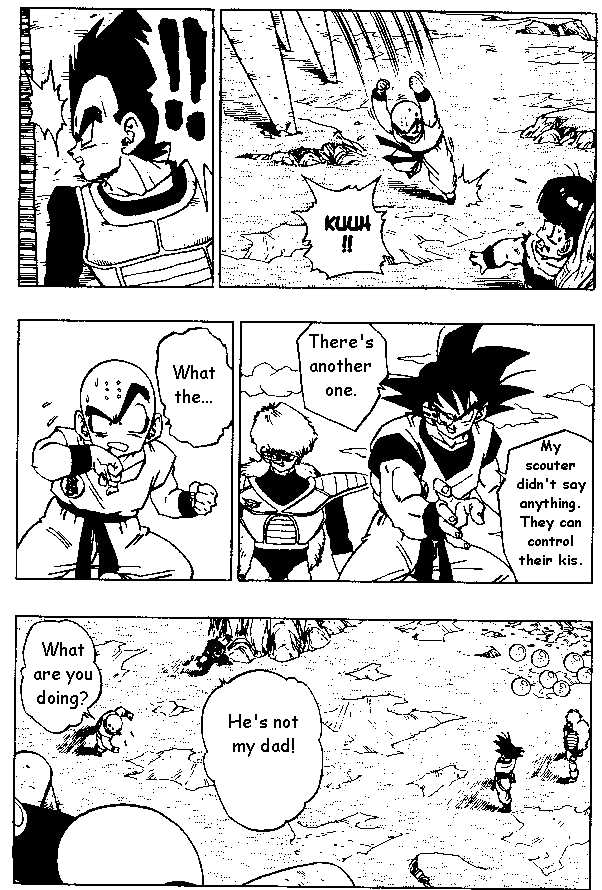 !!
KUUH
!!
What
the...
There's
another
one.
My
scouter
didn't say
anything.
They can
control
their kis.
What
are you
doing?
He's not
my dad!